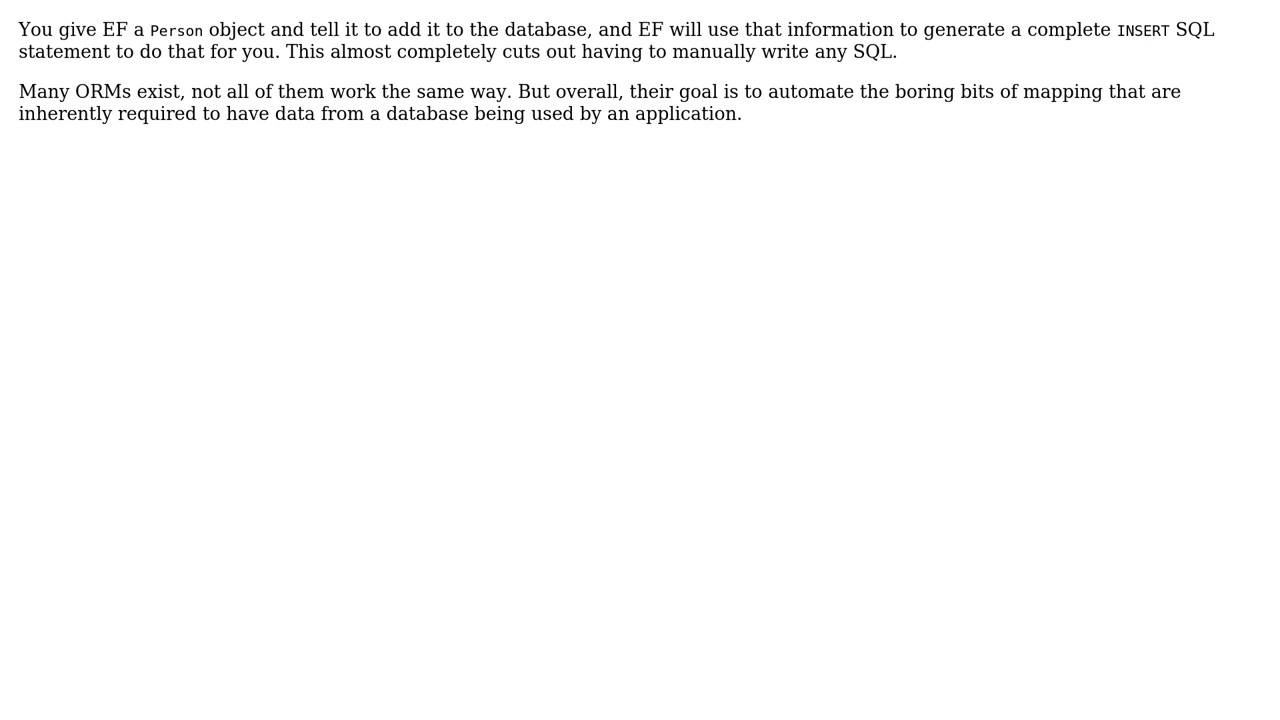 You give EF a Person object and tell it to add it to the database, and EF will use that information to generate a complete INSERT SQL
statement to do that for you. This almost completely cuts out having to manually write any SQL.
Many ORMs exist, not all of them work the same way. But overall, their goal is to automate the boring bits of mapping that are
inherently required to have data from a database being used by an application.